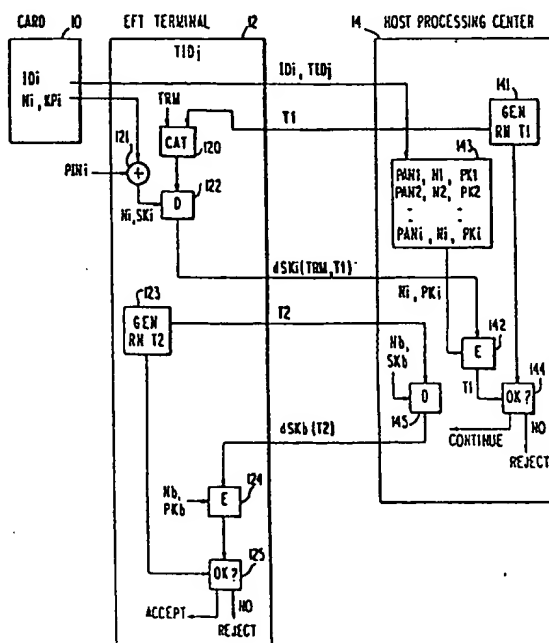 CARD 10
EFT TERMINAL 12
14 HOST PROCESSING CENTER
TIDj
IDi
Ni, KPi
IDi, TIDj
TRM
T1
141
GEN
RN T1
CAT
120
121
+
PINi
122
D
Ni,SKi
143
PAN1, N1, PK1
PAN2, N2, PK2
PANi, Ni, PKi
dSKi(TRM,T1)
Ni, PKi
123
GEN
RN T2
T2
142
E
Nb,
SKb
T1
144
OK?
D
145
NO
CONTINUE
REJECT
dSKb(T2)
124
Nb,
PKb
E
125
OK?
NO
ACCEPT
REJECT